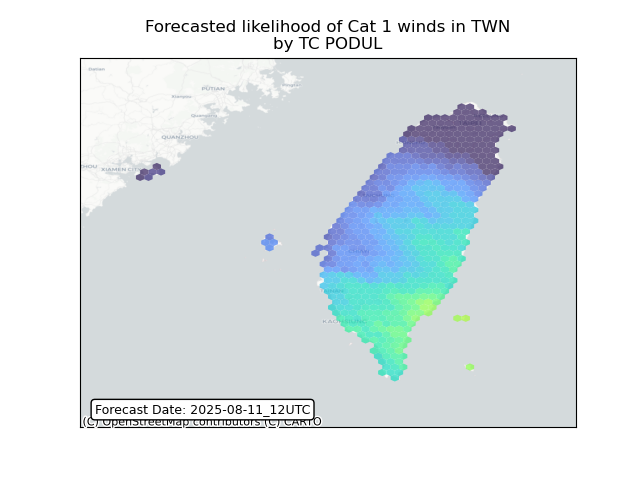 Forecasted likelihood of Cat 1 winds in TWN
by TC PODUL
PUTIAN
QUANZHOU
XIAMEN CITY
Forecast Date: 2025-08-11_12UTC
(C) OpenStreetMap contributors (C) CARTO